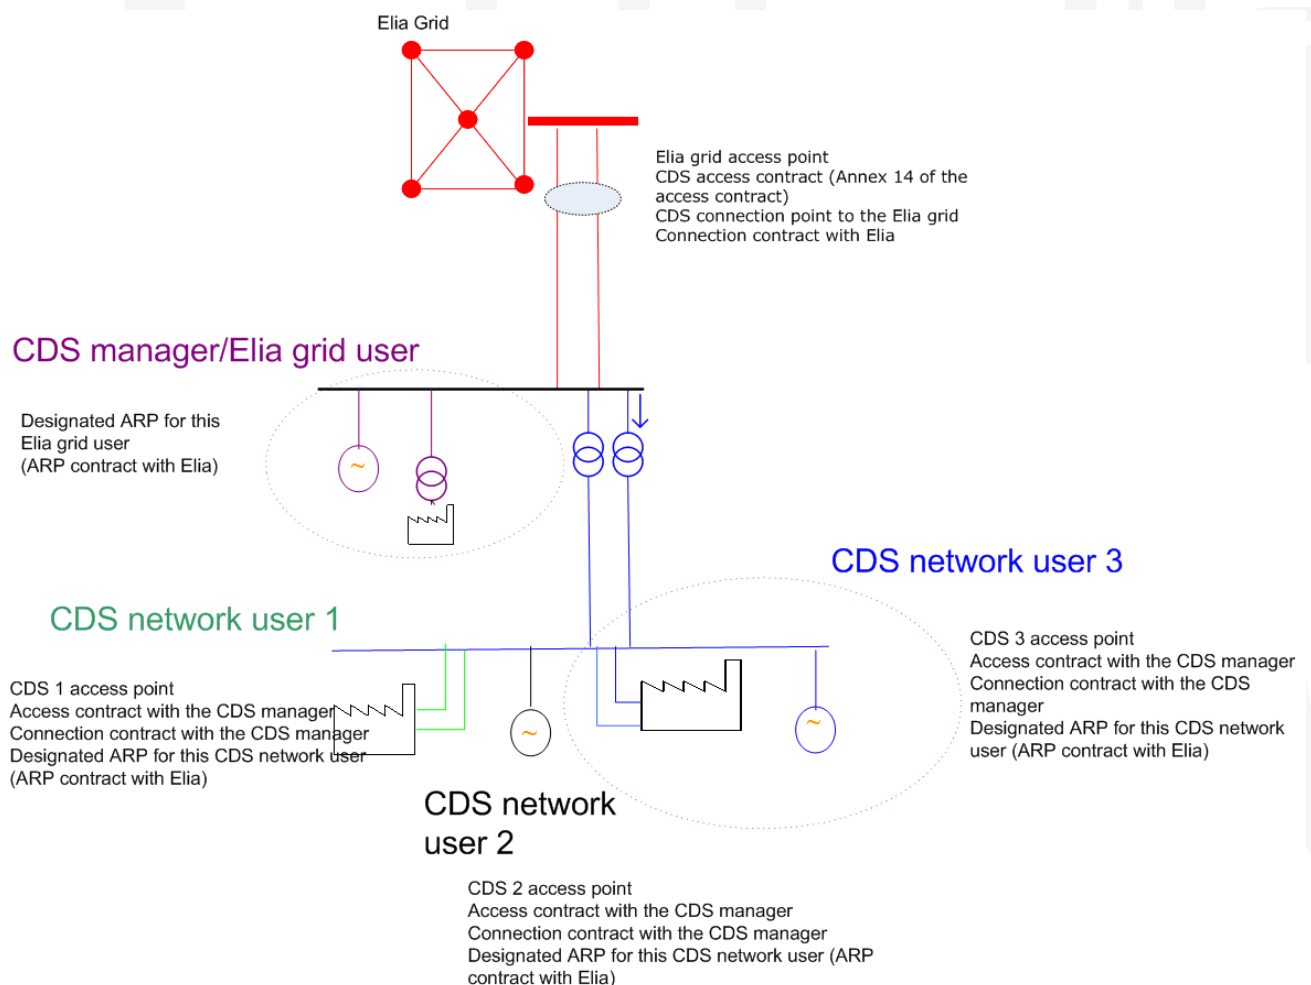 Elia Grid
Elia grid access point
CDS access contract (Annex 14 of the
access contract)
CDS connection point to the Elia grid
Connection contract with Elia
CDS manager/Elia grid user
Designated ARP for this
Elia grid user
(ARP contract with Elia)
~
CDS network user 3
CDS network user 1
CDS 3 access point
Access contract with the CDS manager
Connection contract with the CDS
manager
Designated ARP for this CDS network
user (ARP contract with Elia)
CDS 1 access point
Access contract with the CDS manager
Connection contract with the CDS manager
Designated ARP for this CDS network user
(ARP contract with Elia)
~
~
CDS network
user 2
CDS 2 access point
Access contract with the CDS manager
Connection contract with the CDS manager
Designated ARP for this CDS network user (ARP
contract with Elia)